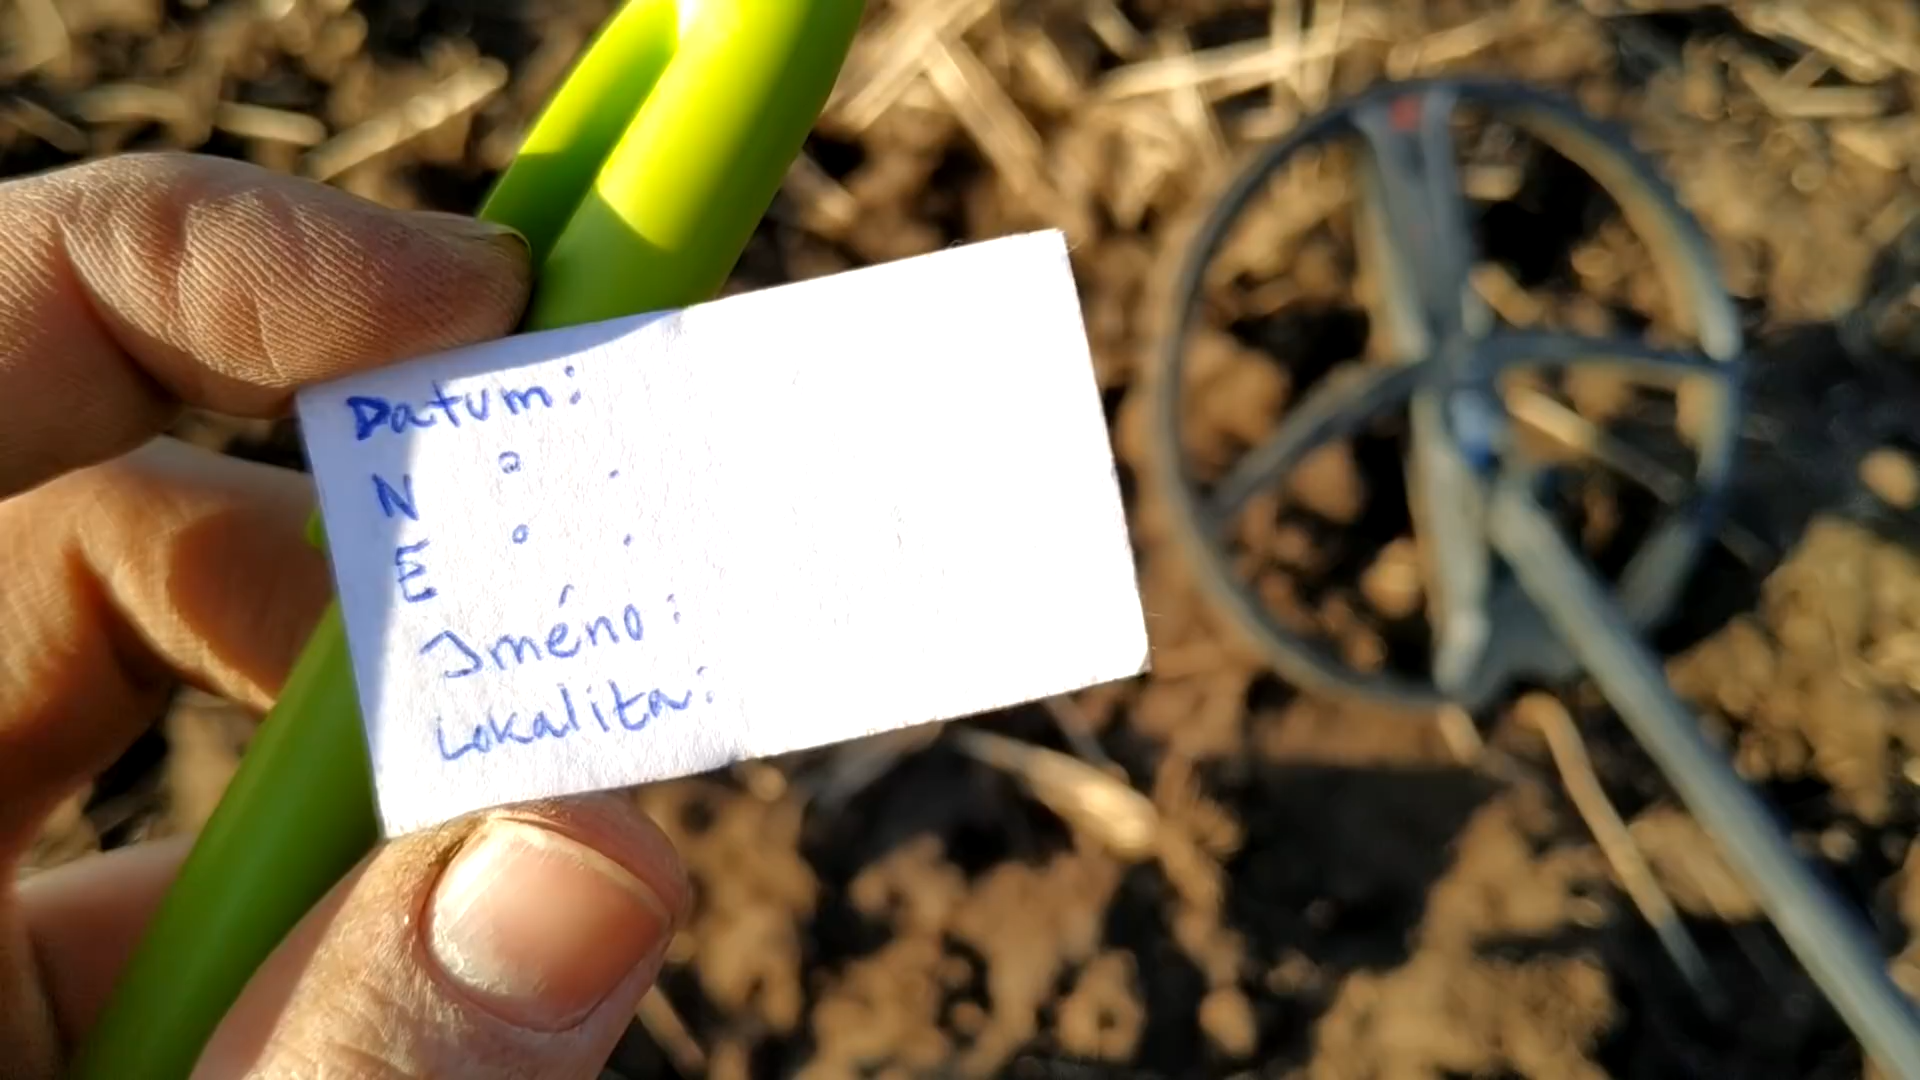 Datum:
N ° .
E ° .
Jméno:
Lokalita: